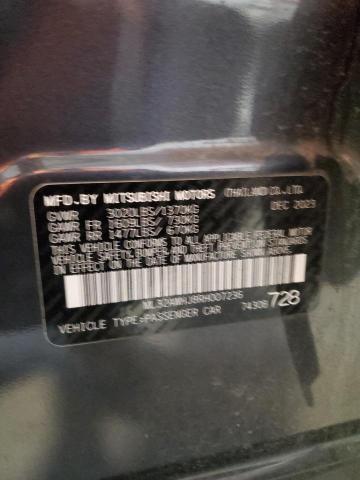 MFD.BY MITSUBISHI MOTORS (THAILAND)CO.,LTD.
DEC 2023
GVWR 3020LBS/1370KG
GAWR FR 1609LBS/ 730KG
GAWR RR 1477LBS/ 670KG
THIS VEHICLE CONFORMS TO ALL APPLICABLE
FEDERAL MOTOR VEHICLE SAFETY, BUMPER, AND
THEFT PREVENTION STANDARDS IN EFFECT ON
THE DATE OF MANUFACTURE SHOWN ABOVE.
ML32AWHJ8RH007236
VEHICLE TYPE:PASSENGER CAR 74308 728